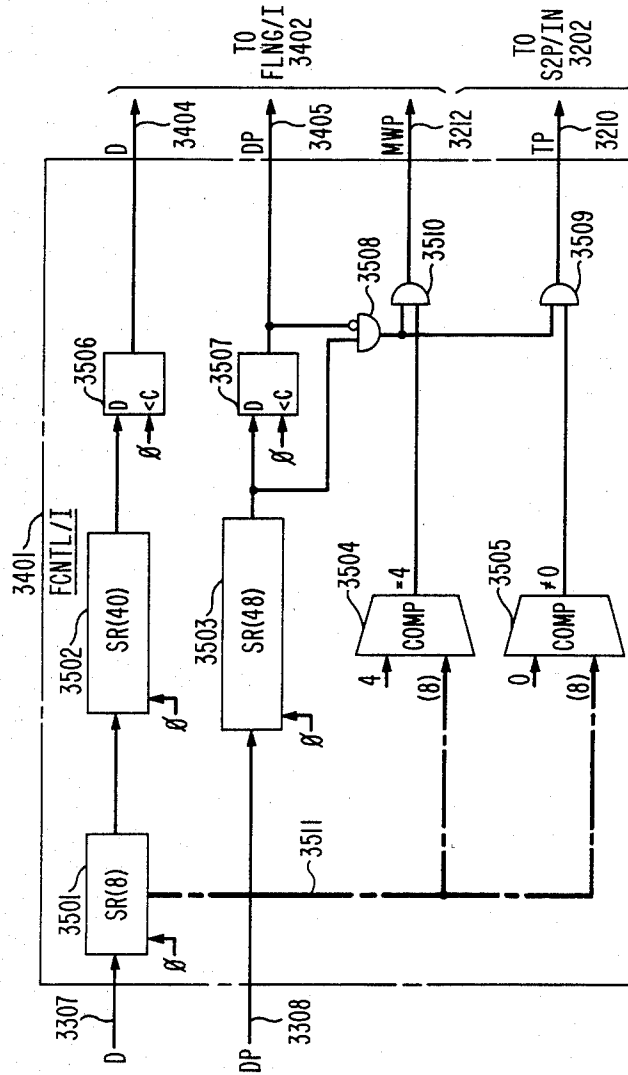 3401
FCNTL/I
3307
D
3501
SR(8)
Ø
3502
SR(40)
Ø
3506
D
<C
Ø
D
3404
DP
3308
3503
SR(48)
Ø
3507
D
<C
Ø
DP
3405
TO
FLNG/I
3402
3508
3511
3504
4
(8)
COMP
=4
3510
MWP
3212
3505
0
(8)
COMP
≠0
3509
TP
3210
TO
S2P/IN
3202